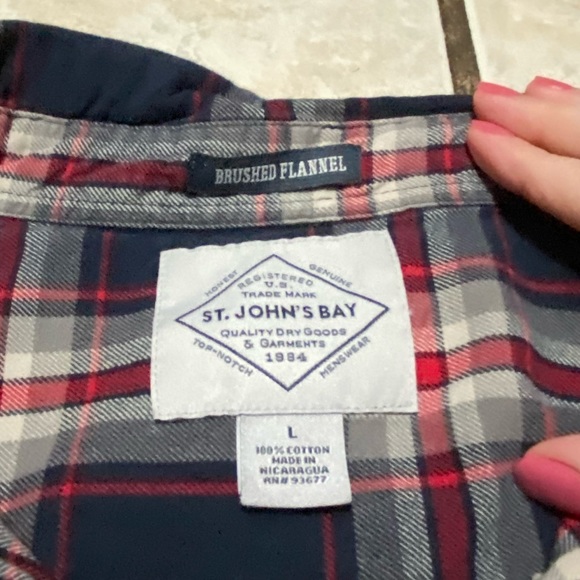 BRUSHED FLANNEL
HONEST GENUINE
REGISTERED
U.S.
TRADE MARK
ST. JOHN'S BAY
QUALITY DRY GOODS
& GARMENTS
1984
TOP-NOTCH MENSWEAR
L
100% COTTON
MADE IN
NICARAGUA
RN# 93677